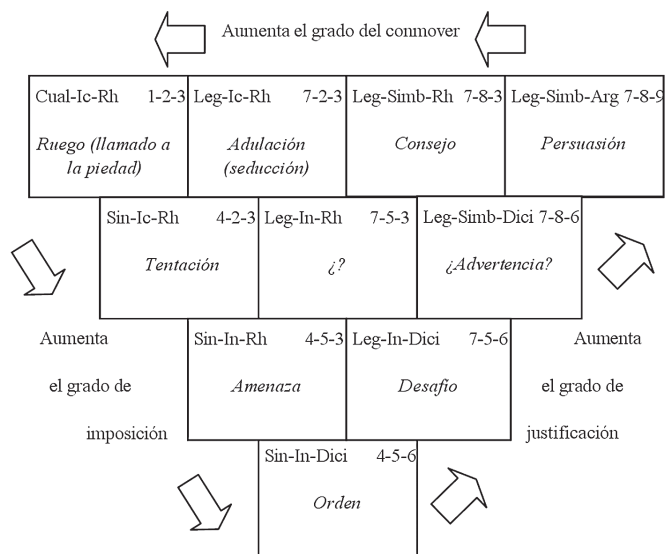 Aumenta el grado del conmover
Cual-Ic-Rh 1-2-3
Ruego (llamado a
la piedad)
Leg-Ic-Rh 7-2-3
Adulación
(seducción)
Leg-Simb-Rh 7-8-3
Consejo
Leg-Simb-Arg 7-8-9
Persuasión
Sin-Ic-Rh 4-2-3
Tentación
Leg-In-Rh 7-5-3
¿?
Leg-Simb-Dici 7-8-6
¿Advertencia?
Aumenta
el grado de
imposición
Sin-In-Rh 4-5-3
Amenaza
Leg-In-Dici 7-5-6
Desafío
Aumenta
el grado de
justificación
Sin-In-Dici 4-5-6
Orden